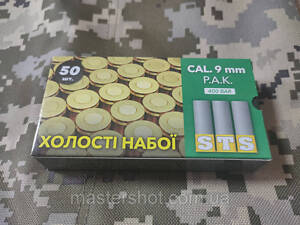 50
ШТ.
CAL. 9 mm
P.A.K.
400 BAR
STS
ХОЛОСТІ НАБОЇ
mastershot.com.ua